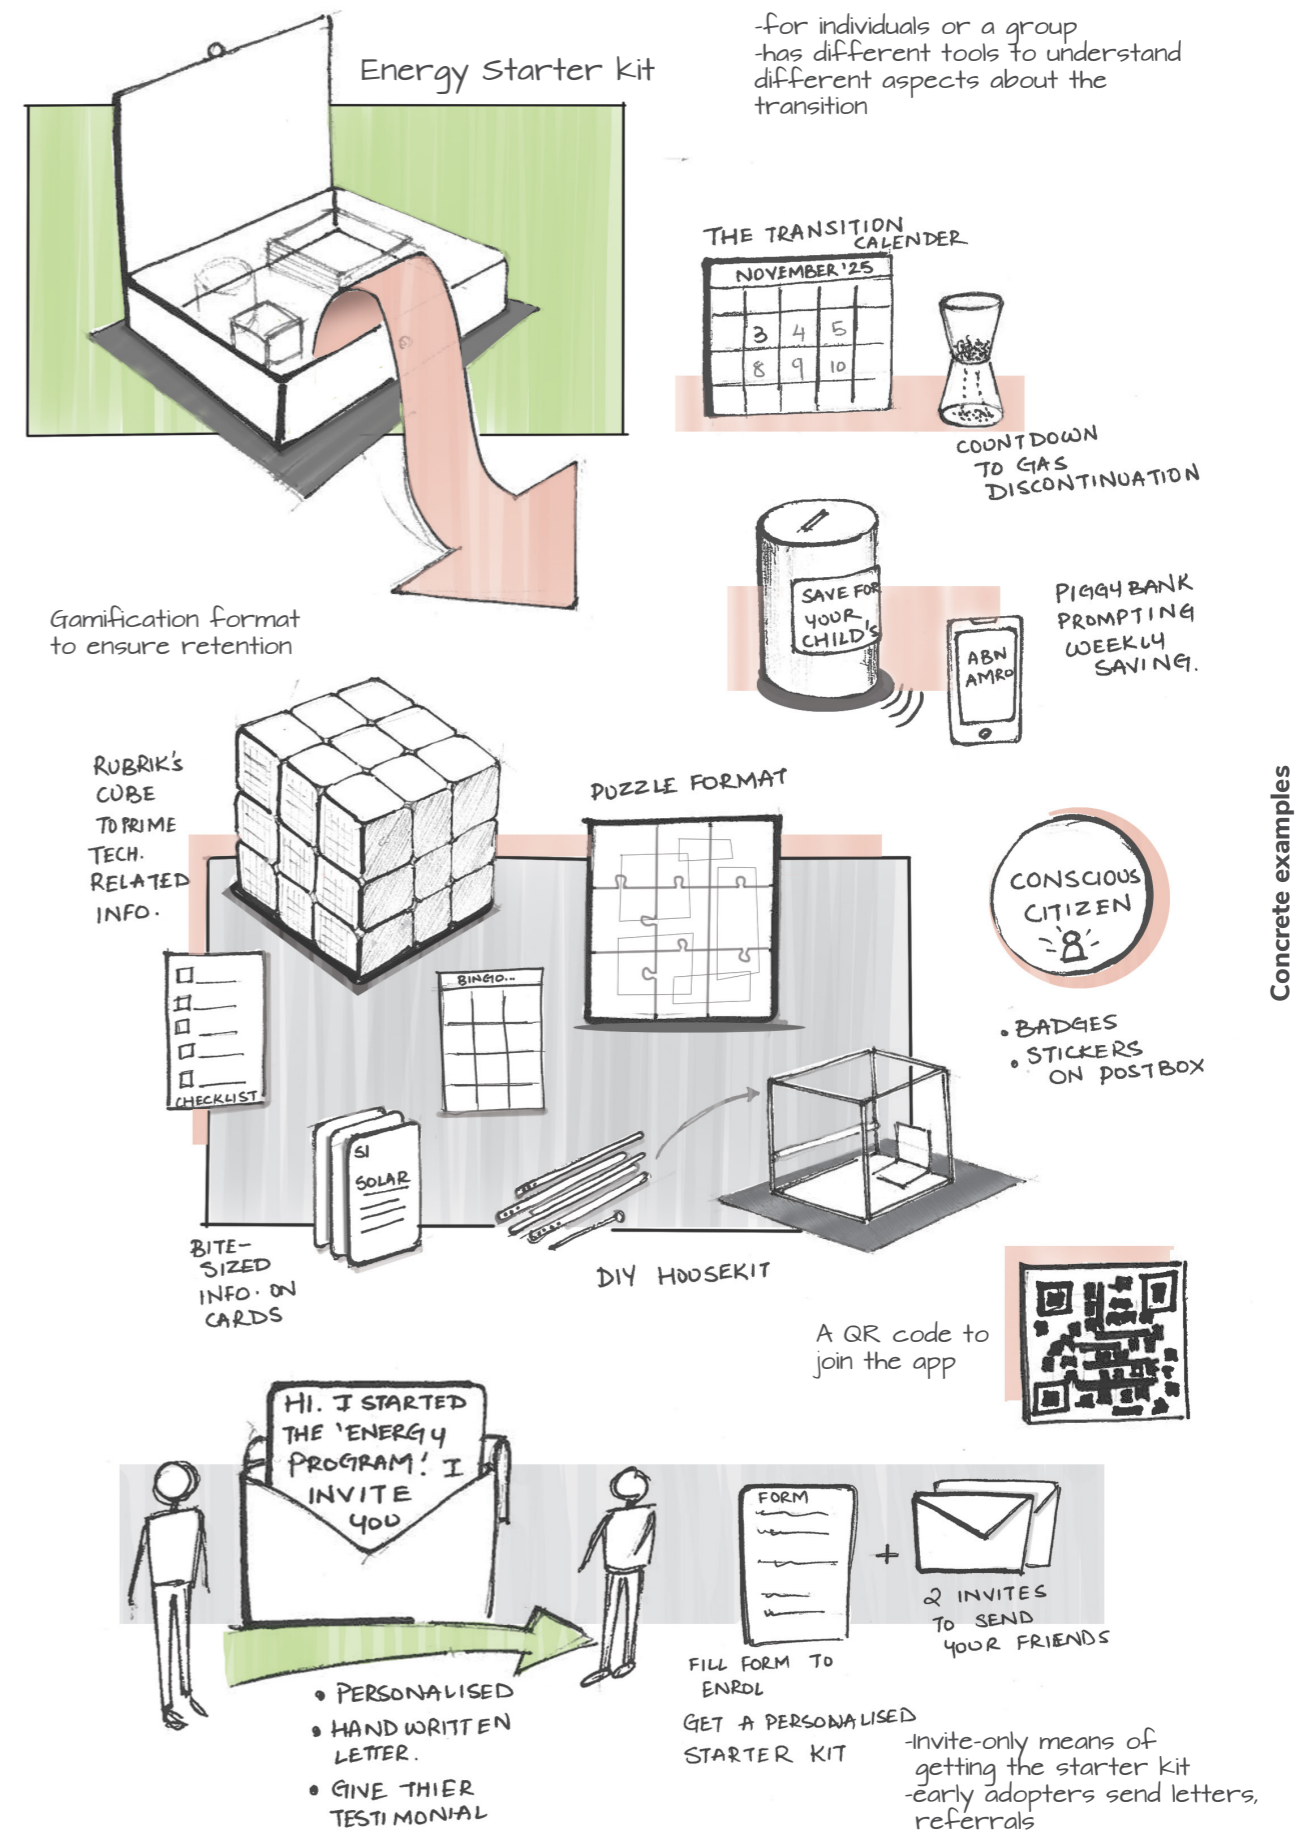 Energy Starter kit
-for individuals or a group
-has different tools to understand
different aspects about the
transition
THE TRANSITION
CALENDER
NOVEMBER '25
3 4 5
8 9 10
COUNTDOWN
TO GAS
DISCONTINUATION
SAVE FOR
YOUR
CHILD'S
ABN
AMRO
PIGGYBANK
PROMPTING
WEEKLY
SAVING.
Gamification format
to ensure retention
RUBRIK'S
CUBE
TO PRIME
TECH.
RELATED
INFO.
PUZZLE FORMAT
CONSCIOUS
CITIZEN
• BADGES
• STICKERS
ON POSTBOX
Concrete examples
CHECKLIST
BINGO...
SI
SOLAR
BITE-
SIZED
INFO. ON
CARDS
DIY HOUSEKIT
A QR code to
join the app
HI. I STARTED
THE 'ENERGY
PROGRAM'! I
INVITE
YOU
• PERSONALISED
• HANDWRITTEN
LETTER.
• GIVE THIER
TESTIMONIAL
FORM
+
2 INVITES
TO SEND
YOUR FRIENDS
FILL FORM TO
ENROL
GET A PERSONALISED
STARTER KIT
-Invite-only means of
getting the starter kit
-early adopters send letters,
referrals